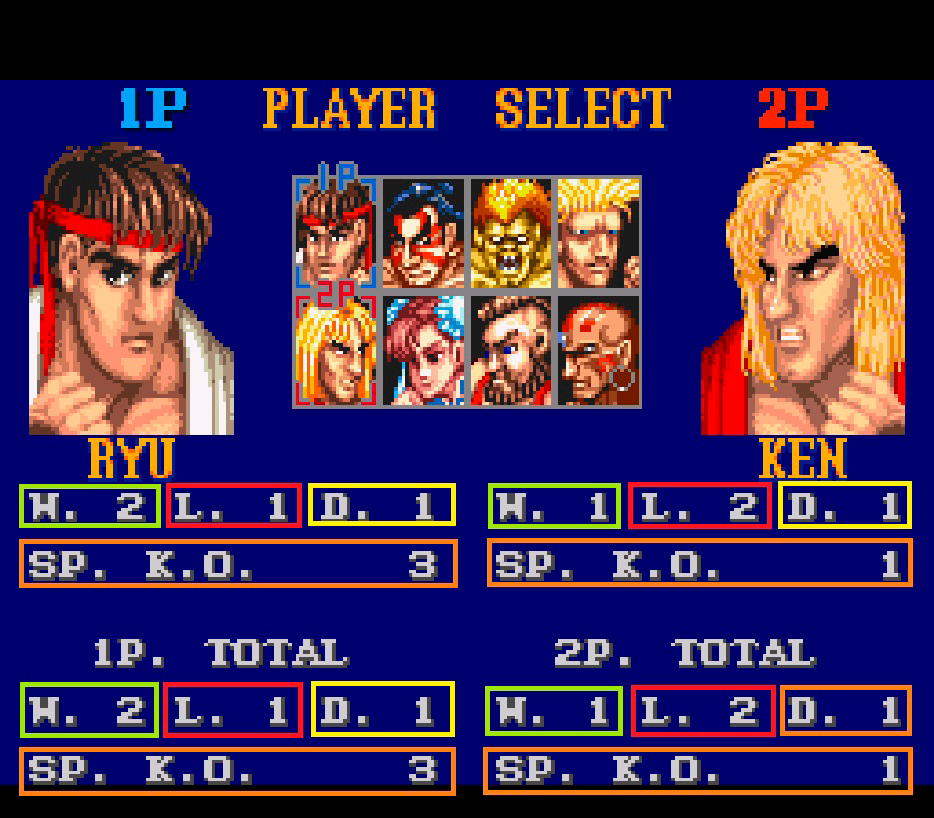 1P PLAYER SELECT 2P
1P
2P
RYU KEN
W. 2 L. 1 D. 1 W. 1 L. 2 D. 1
SP. K.O. 3 SP. K.O. 1
1P. TOTAL 2P. TOTAL
W. 2 L. 1 D. 1 W. 1 L. 2 D. 1
SP. K.O. 3 SP. K.O. 1